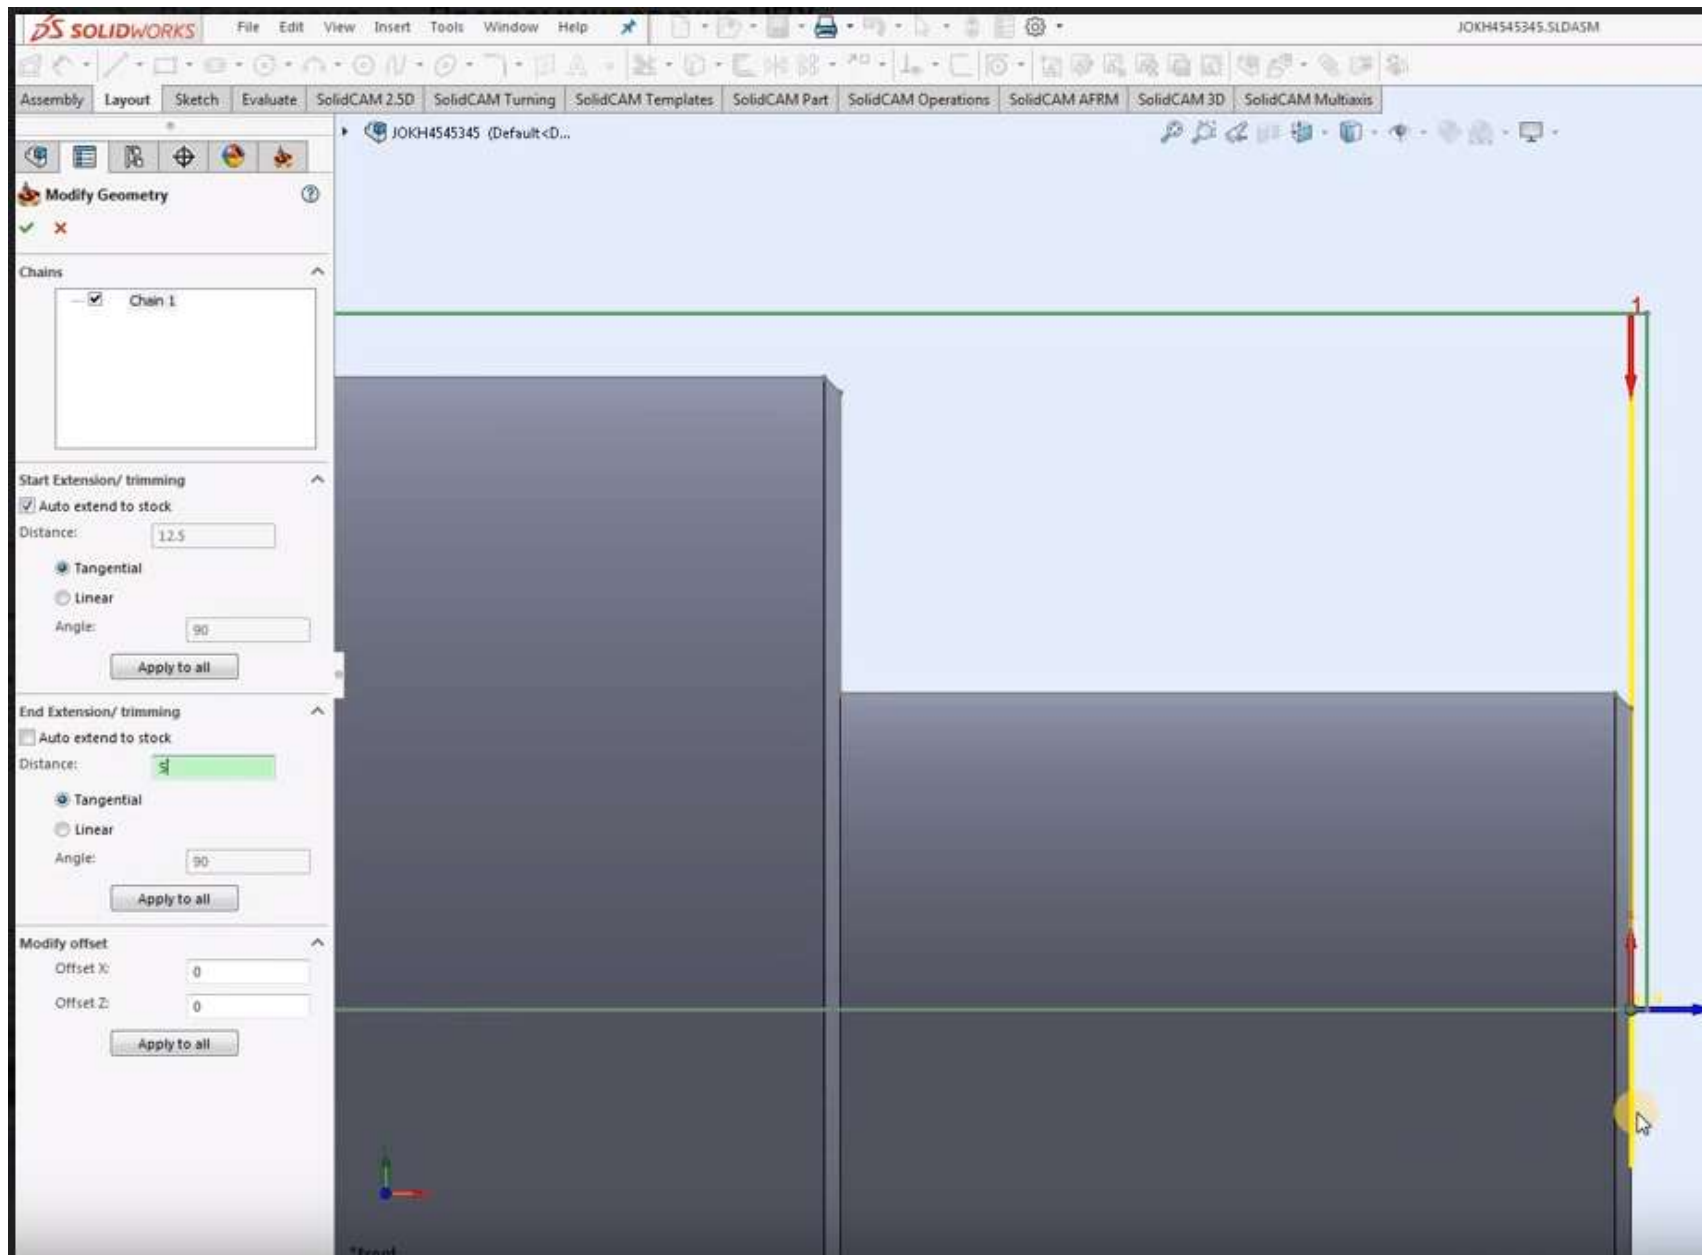 SOLIDWORKS File Edit View Insert Tools Window Help JOKH4545345.SLDASM
Assembly Layout Sketch Evaluate SolidCAM 2.5D SolidCAM Turning SolidCAM Templates SolidCAM Part SolidCAM Operations SolidCAM AFRM SolidCAM 3D SolidCAM Multiaxis
JOKH4545345 (Default<D...
Modify Geometry
Chains
Chain 1
1
Start Extension/ trimming
Auto extend to stock
Distance: 12.5
Tangential
Linear
Angle: 90
Apply to all
End Extension/ trimming
Auto extend to stock
Distance: 5
Tangential
Linear
Angle: 90
Apply to all
Modify offset
Offset X: 0
Offset Z: 0
Apply to all
*Front